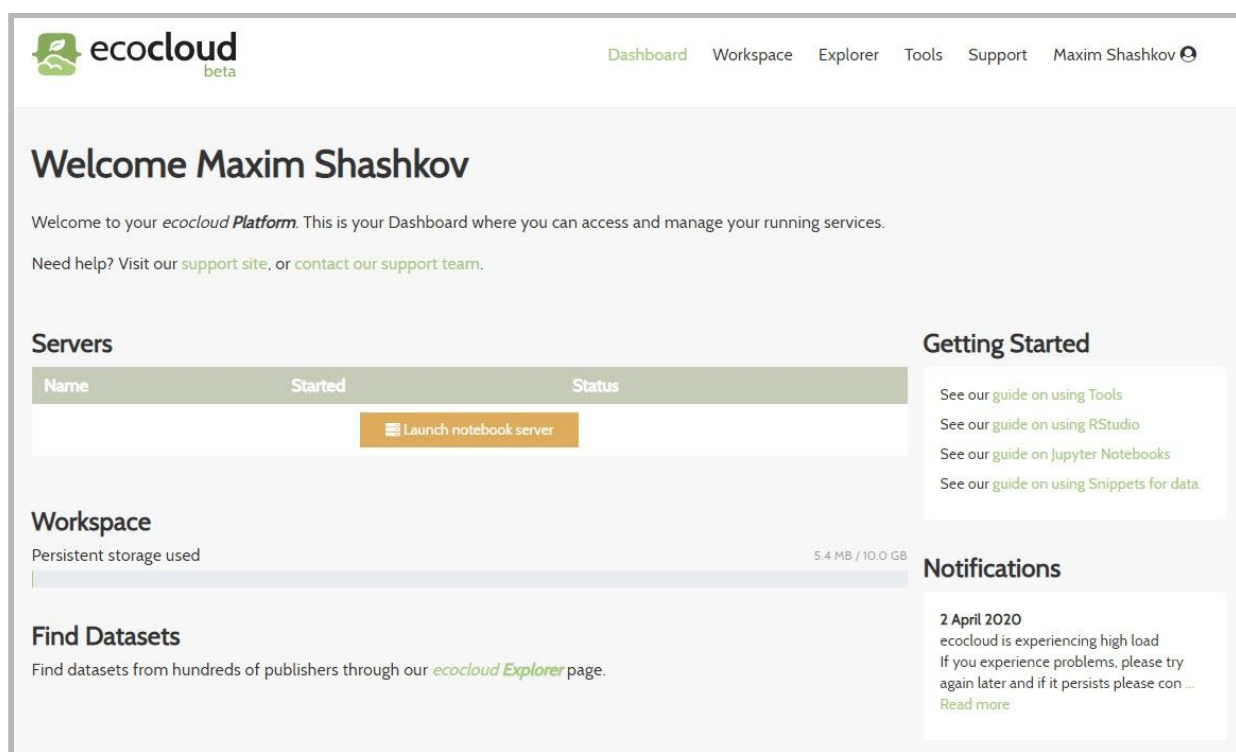 ecocloud
beta
Dashboard Workspace Explorer Tools Support Maxim Shashkov
Welcome Maxim Shashkov
Welcome to your ecocloud Platform. This is your Dashboard where you can access and manage your running services.
Need help? Visit our support site, or contact our support team.
Servers
Name Started Status
Launch notebook server
Workspace
Persistent storage used 5.4 MB / 10.0 GB
Find Datasets
Find datasets from hundreds of publishers through our ecocloud Explorer page.
Getting Started
See our guide on using Tools
See our guide on using RStudio
See our guide on Jupyter Notebooks
See our guide on using Snippets for data
Notifications
2 April 2020
ecocloud is experiencing high load
If you experience problems, please try
again later and if it persists please con ...
Read more